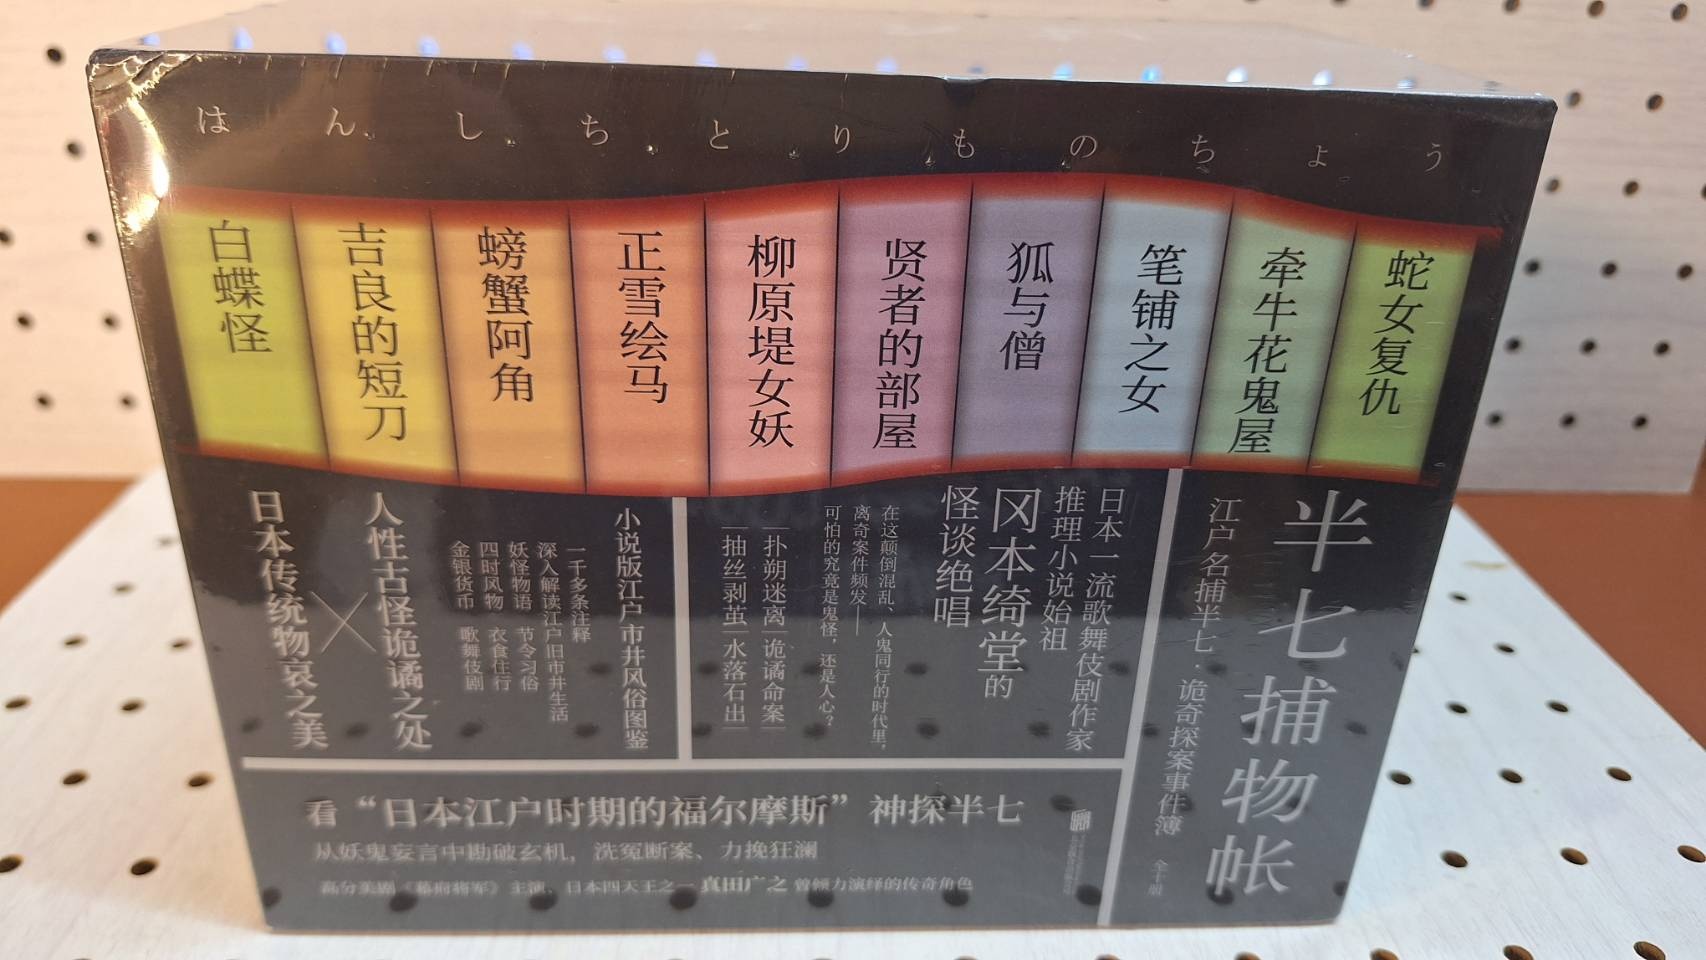 はんしちとりものちょう
蛇女复仇
牵牛花鬼屋
笔铺之女
狐与僧
贤者的部屋
柳原堤女妖
正雪绘马
螃蟹阿角
吉良的短刀
白蝶怪
半七捕物帐
江户名捕半七·诡奇探案事件簿
全十册
日本一流歌舞伎剧作家
推理小说始祖
冈本绮堂的
怪谈绝唱
在这颠倒混乱、人鬼同行的时代里,
离奇案件频发——
可怕的究竟是鬼怪,还是人心?
扑朔迷离|诡谲命案
抽丝剥茧|水落石出
小说版江户市井风俗图鉴
一千多条注释
深入解读江户旧市井生活
妖怪物语 节令习俗
四时风物 衣食住行
金银货币 歌舞伎剧
人性古怪诡谲之处
×
日本传统物哀之美
看“日本江户时期的福尔摩斯”神探半七
从妖鬼妄言中勘破玄机,洗冤断案、力挽狂澜
高分美剧《幕府将军》主演、日本四天王之一真田广之曾倾力演绎的传奇角色